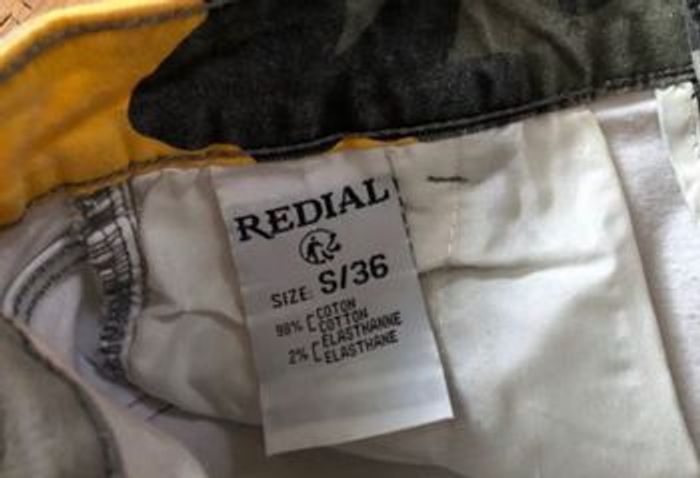 REDIAL
SIZE: S/36
98% [COTON
COTTON
2% [ELASTHANNE
ELASTHANE